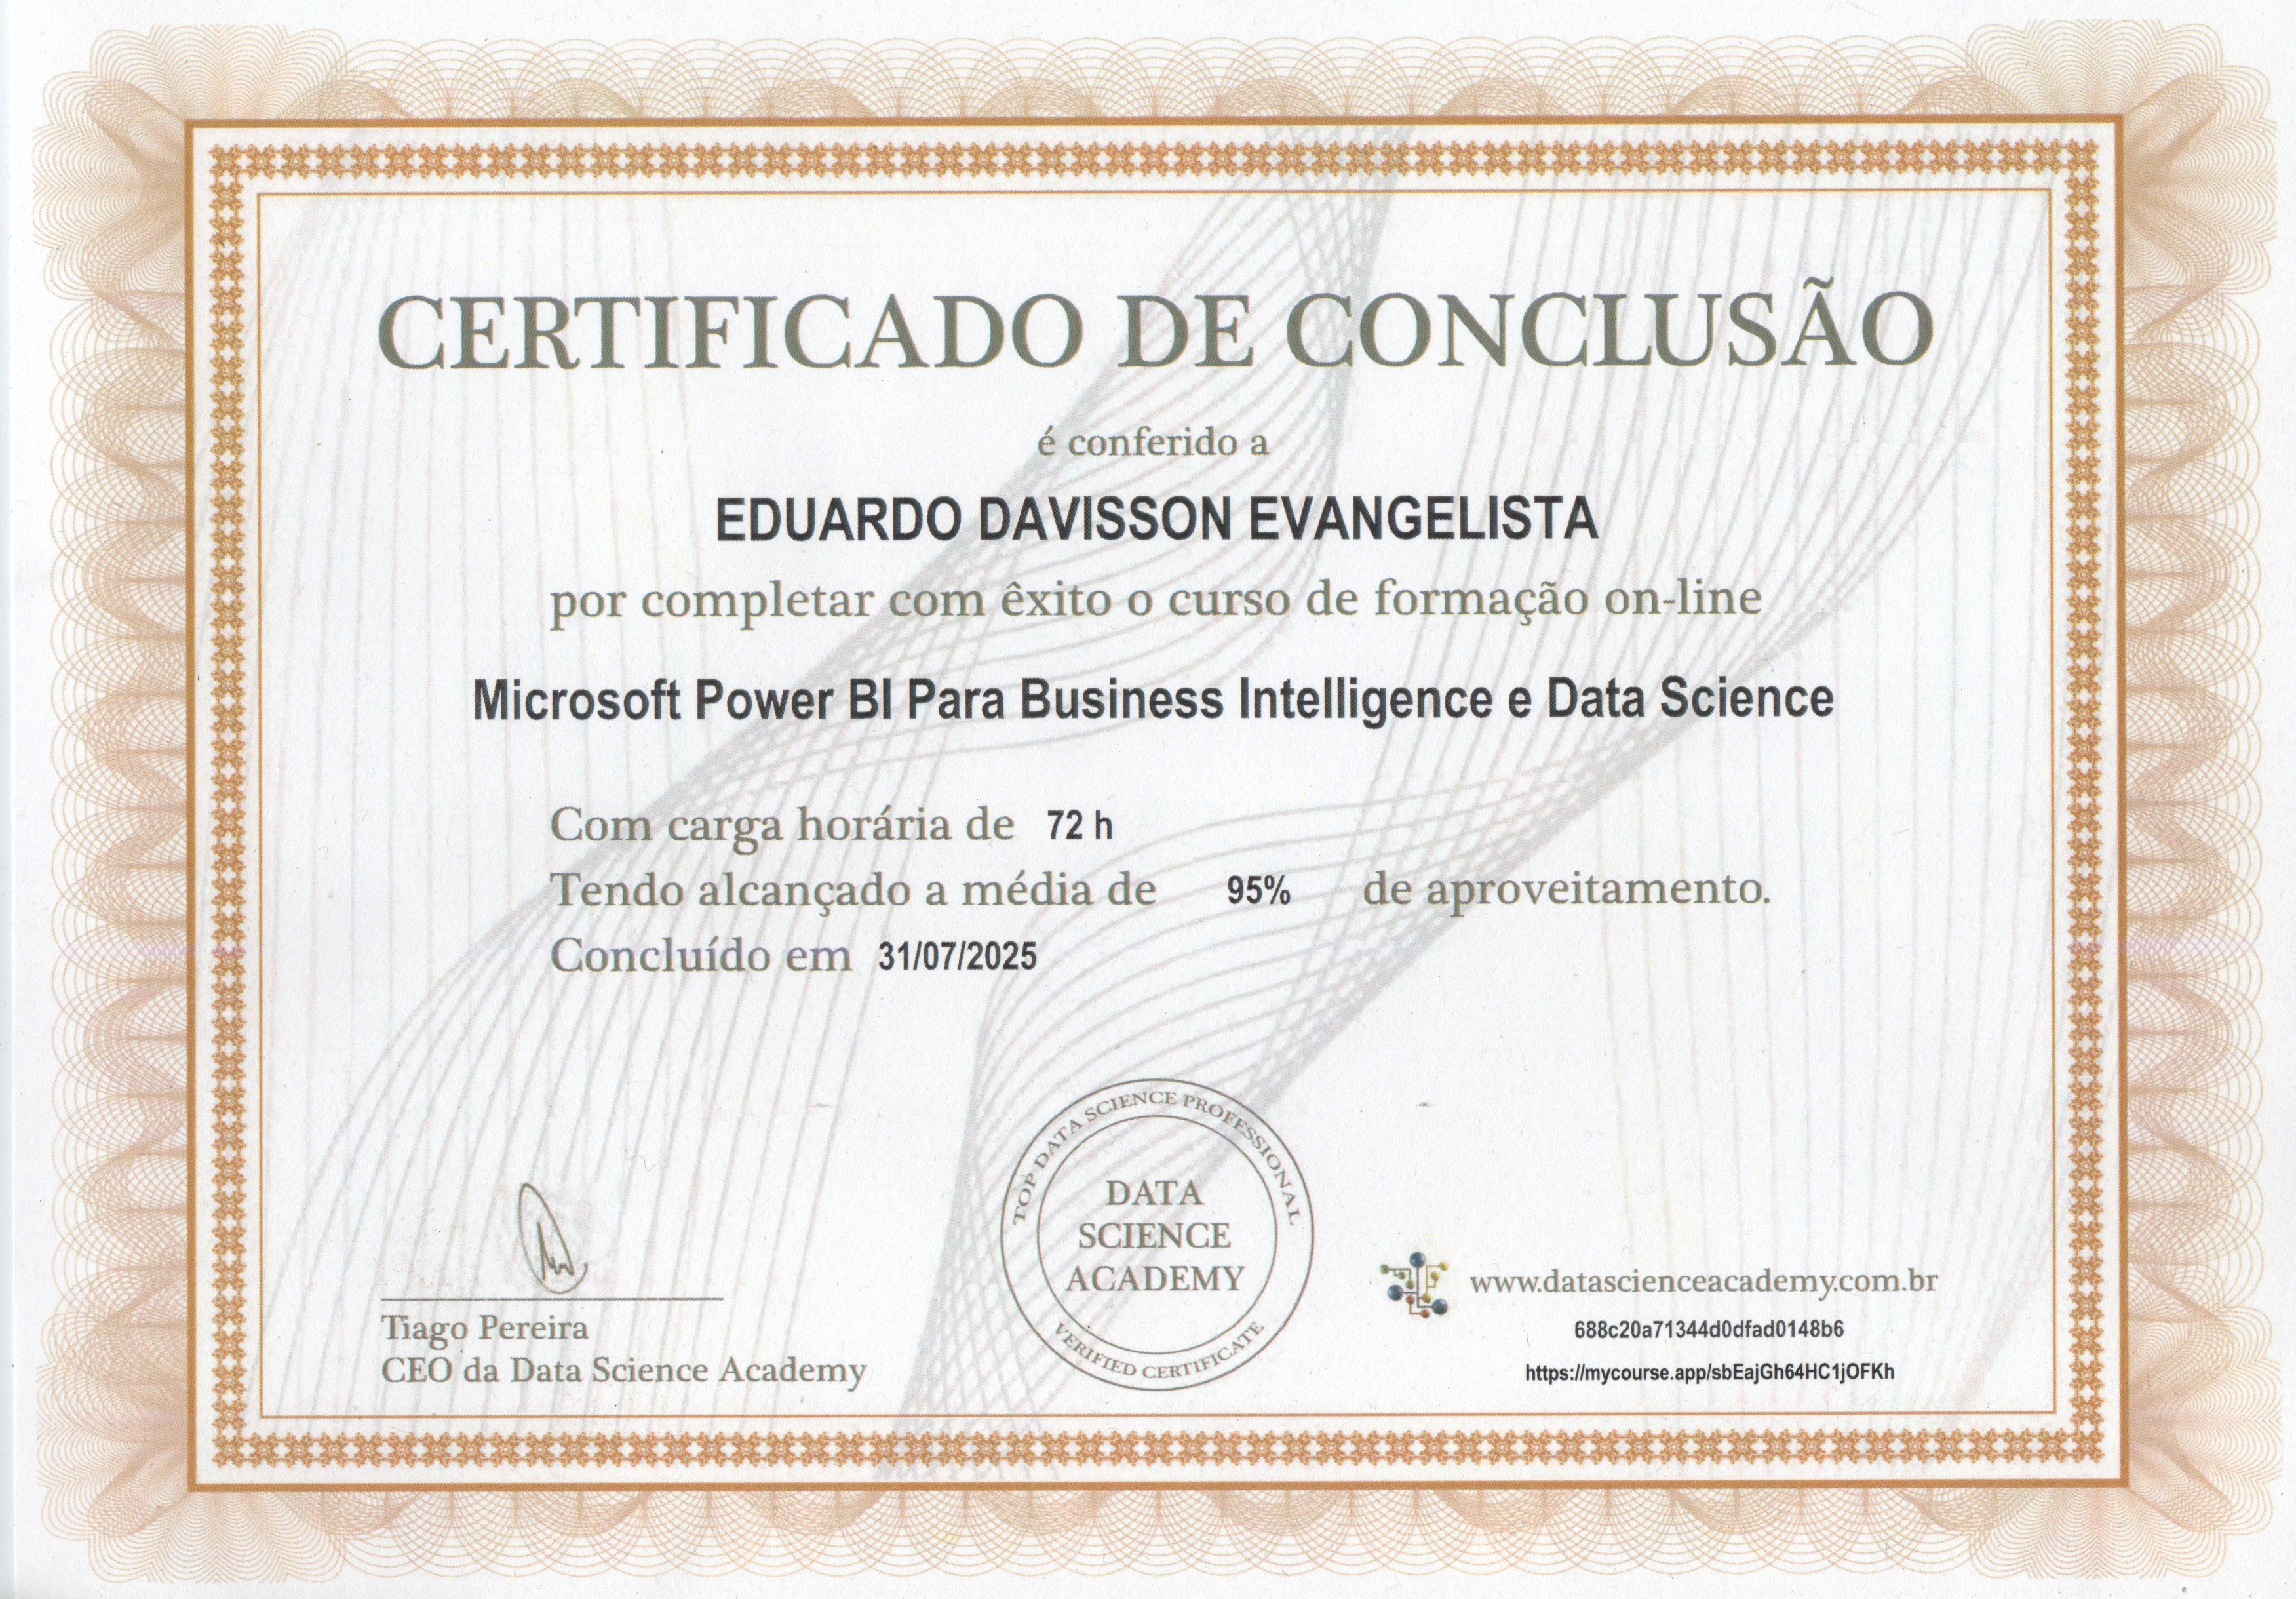 CERTIFICADO DE CONCLUSÃO
é conferido a
EDUARDO DAVISSON EVANGELISTA
por completar com êxito o curso de formação on-line
Microsoft Power BI Para Business Intelligence e Data Science
Com carga horária de 72 h
Tendo alcançado a média de 95% de aproveitamento.
Concluído em 31/07/2025
TOP DATA SCIENCE PROFESSIONAL
DATA
SCIENCE
ACADEMY
VERIFIED CERTIFICATE
Tiago Pereira
CEO da Data Science Academy
www.datascienceacademy.com.br
688c20a71344d0dfad0148b6
https://mycourse.app/sbEajGh64HC1jOFKh